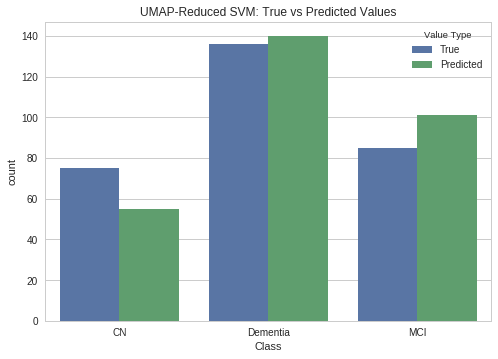 UMAP-Reduced SVM: True vs Predicted Values
Value Type
True
Predicted
140
120
100
80
60
40
20
0
count
CN
Dementia
MCI
Class